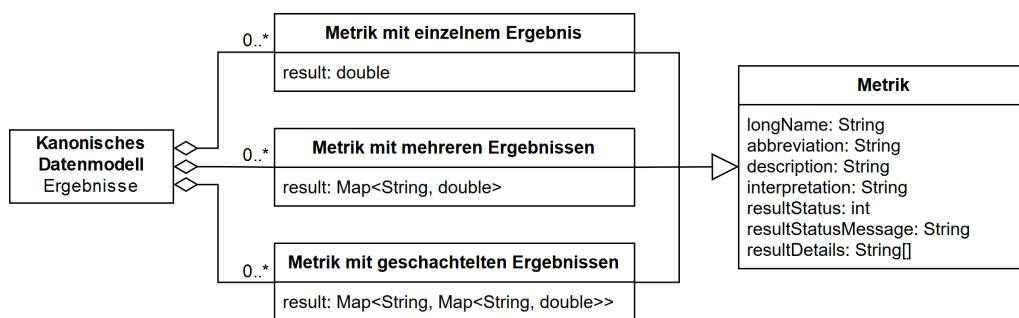 Kanonisches
Datenmodell
Ergebnisse
0..*
Metrik mit einzelnem Ergebnis
result: double
0..*
Metrik mit mehreren Ergebnissen
result: Map<String, double>
0..*
Metrik mit geschachtelten Ergebnissen
result: Map<String, Map<String, double>>
Metrik
longName: String
abbreviation: String
description: String
interpretation: String
resultStatus: int
resultStatusMessage: String
resultDetails: String[]